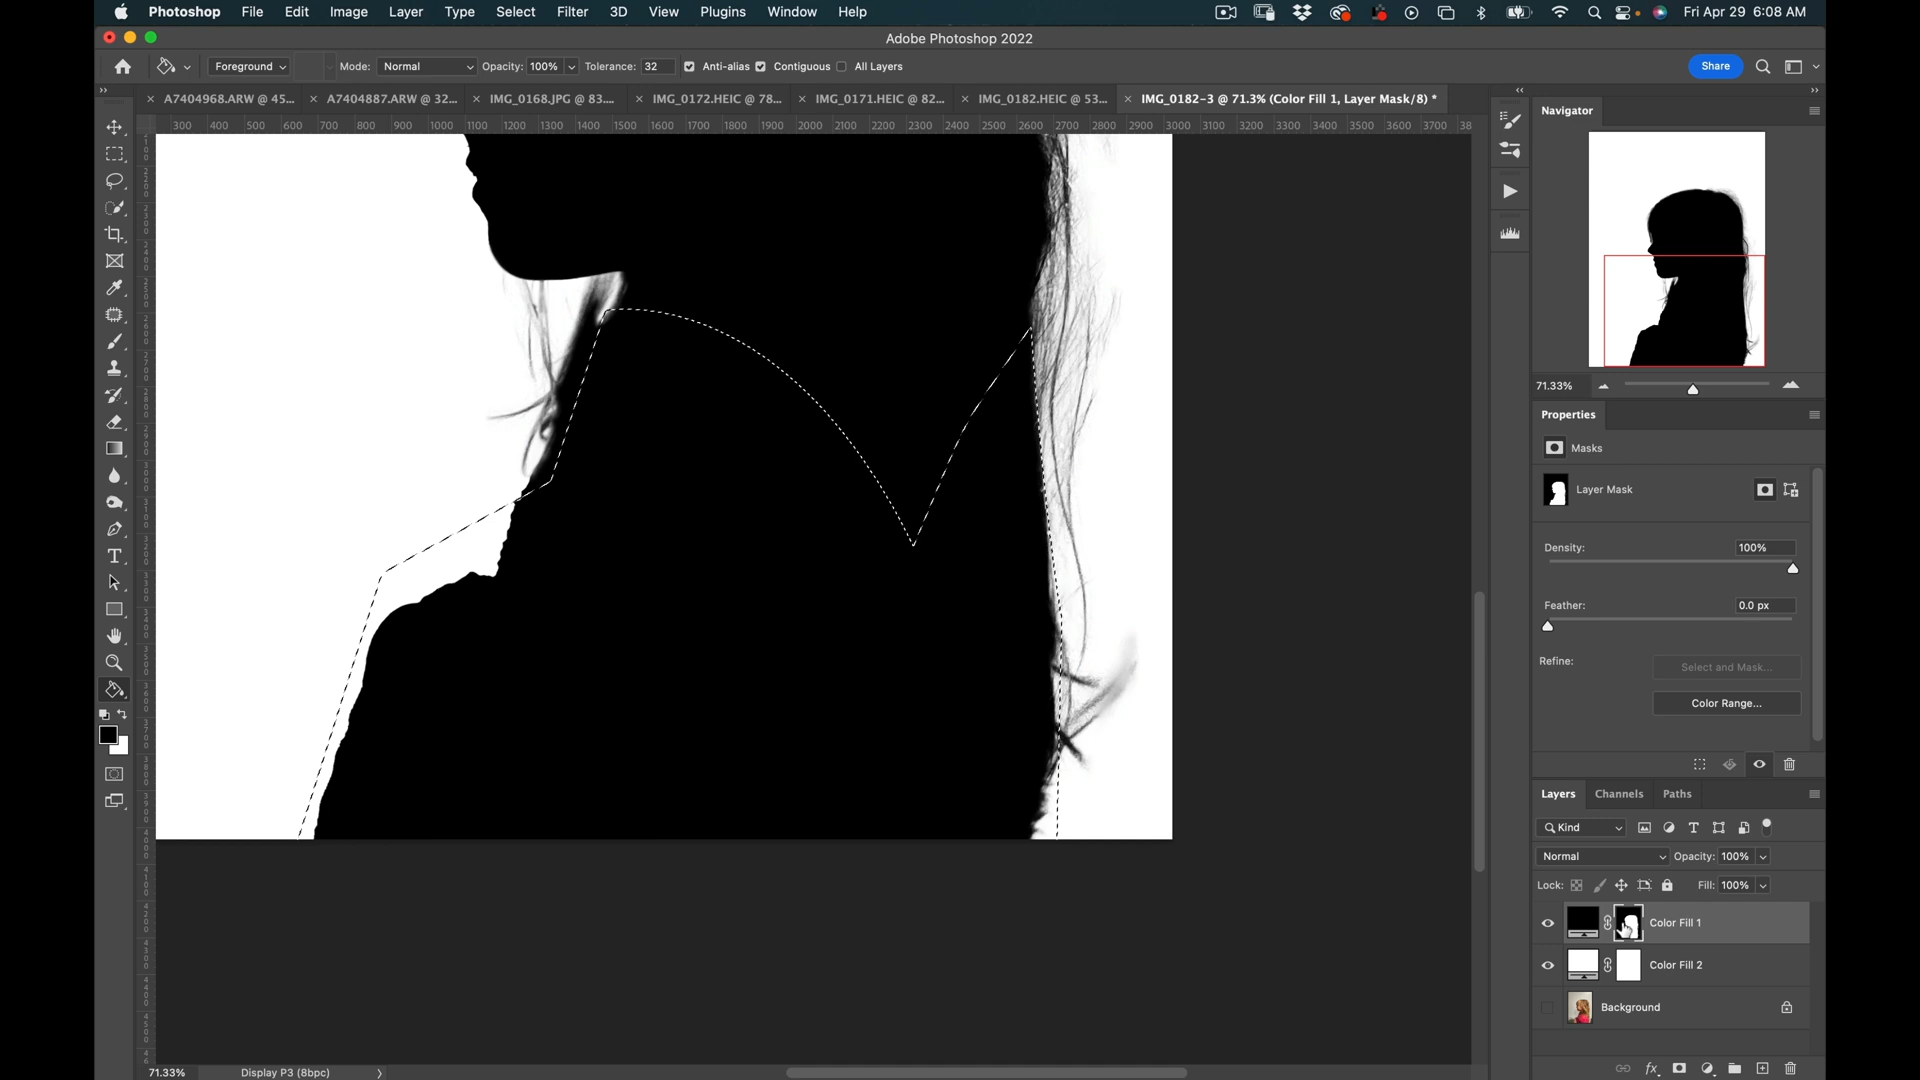 Photoshop File Edit Image Layer Type Select Filter 3D View Plugins Window Help Fri Apr 29 6:08 AM
Adobe Photoshop 2022
Foreground Mode: Normal Opacity: 100% Tolerance: 32 Anti-alias Contiguous All Layers Share
A7404968.ARW @ 45... A7404887.ARW @ 32... IMG_0168.JPG @ 83.... IMG_0172.HEIC @ 78... IMG_0171.HEIC @ 82... IMG_0182.HEIC @ 53... IMG_0182-3 @ 71.3% (Color Fill 1, Layer Mask/8) *
Navigator
300 400 500 600 700 800 900 1000 1100 1200 1300 1400 1500 1600 1700 1800 1900 2000 2100 2200 2300 2400 2500 2600 2700 2800 2900 3000 3100 3200 3300 3400 3500 3600 3700 38
71.33%
Properties
Masks
Layer Mask
Density: 100%
Feather: 0.0 px
Refine: Select and Mask...
Color Range...
Layers Channels Paths
Kind
Normal Opacity: 100%
Lock: Fill: 100%
Color Fill 1
Color Fill 2
Background
71.33% Display P3 (8bpc)